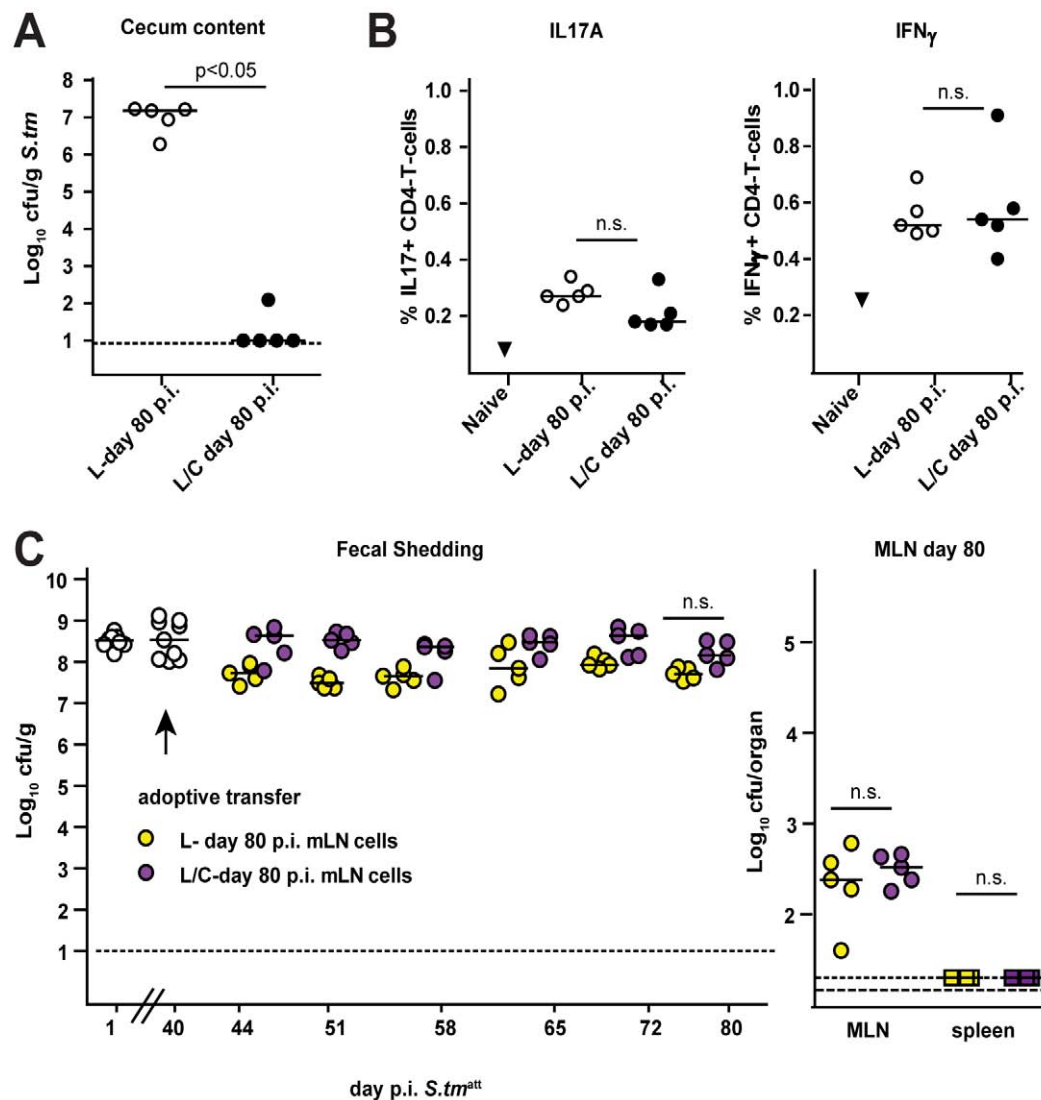 A
Cecum content
p<0.05
Log10 cfu/g S.tm
8
7
6
5
4
3
2
1
L-day 80 p.i.
L/C day 80 p.i.
B
IL17A
n.s.
% IL17+ CD4-T-cells
1.0
0.8
0.6
0.4
0.2
Naive
L-day 80 p.i.
L/C day 80 p.i.
IFNγ
n.s.
% IFNγ+ CD4-T-cells
1.0
0.8
0.6
0.4
0.2
Naive
L-day 80 p.i.
L/C day 80 p.i.
C
Fecal Shedding
Log10 cfu/g
10
9
8
7
6
5
4
3
2
1
n.s.
adoptive transfer
L- day 80 p.i. mLN cells
L/C-day 80 p.i. mLN cells
1
40
44
51
58
65
72
80
day p.i. S.tmatt
MLN day 80
Log10 cfu/organ
5
4
3
2
n.s.
n.s.
MLN
spleen